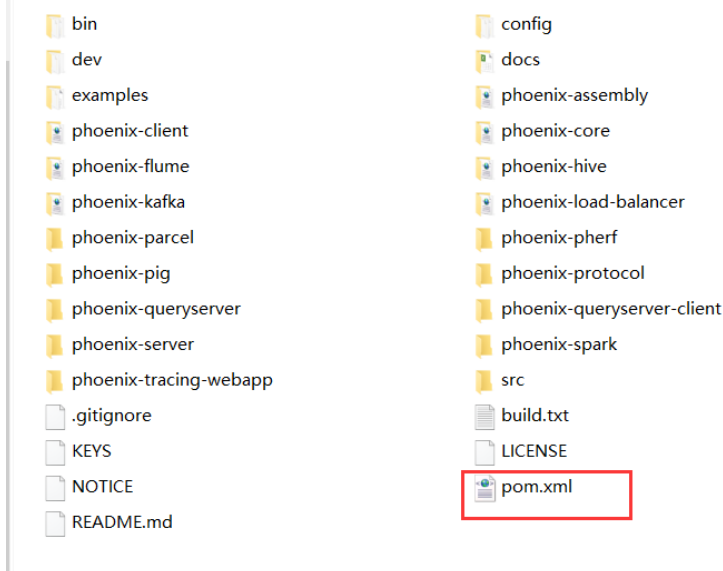 bin
config
dev
docs
examples
phoenix-assembly
phoenix-client
phoenix-core
phoenix-flume
phoenix-hive
phoenix-kafka
phoenix-load-balancer
phoenix-parcel
phoenix-pherf
phoenix-pig
phoenix-protocol
phoenix-queryserver
phoenix-queryserver-client
phoenix-server
phoenix-spark
phoenix-tracing-webapp
src
.gitignore
build.txt
KEYS
LICENSE
NOTICE
pom.xml
README.md